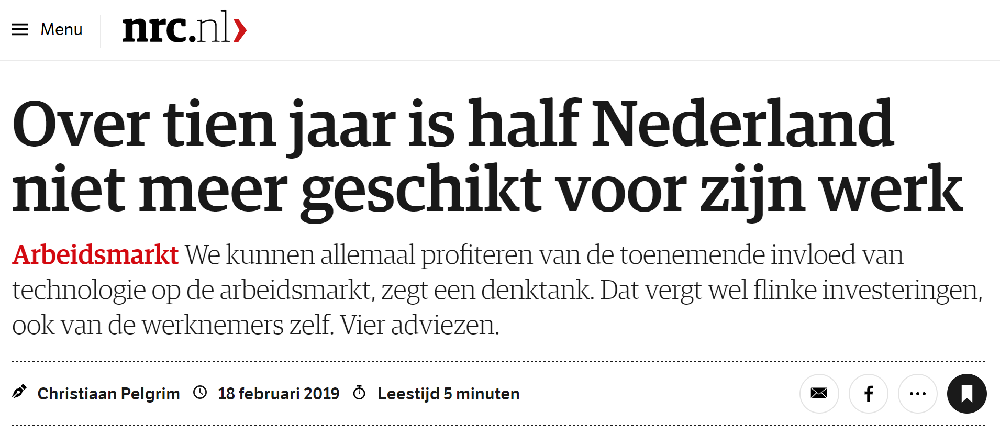 Menu
nrc.nl
Over tien jaar is half Nederland
niet meer geschikt voor zijn werk
Arbeidsmarkt We kunnen allemaal profiteren van de toenemende invloed van
technologie op de arbeidsmarkt, zegt een denktank. Dat vergt wel flinke investeringen,
ook van de werknemers zelf. Vier adviezen.
Christiaan Pelgrim 18 februari 2019 Leestijd 5 minuten